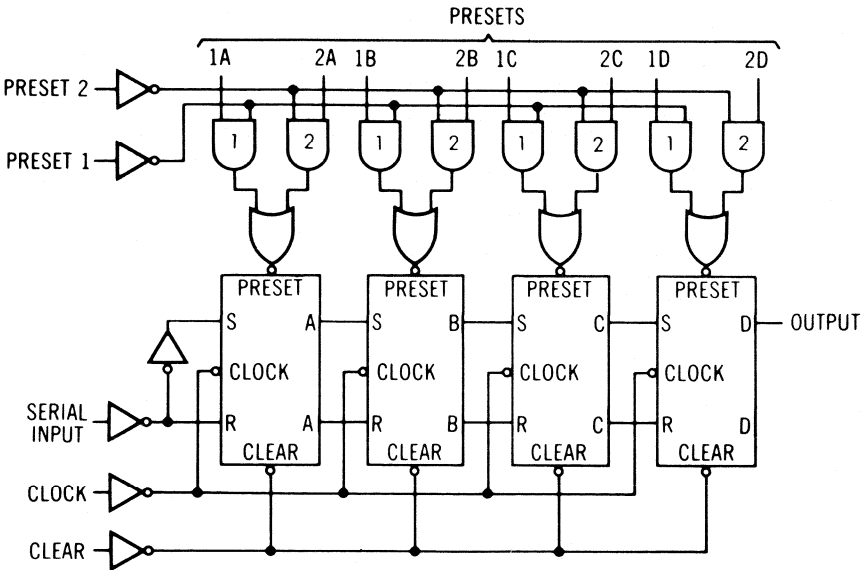 PRESETS
1A 2A 1B 2B 1C 2C 1D 2D
PRESET 2
PRESET 1
1 2 1 2 1 2 1 2
PRESET PRESET PRESET PRESET
S A S B S C S D OUTPUT
CLOCK CLOCK CLOCK CLOCK
SERIAL
INPUT
R A R B R C R D
CLEAR CLEAR CLEAR CLEAR
CLOCK
CLEAR